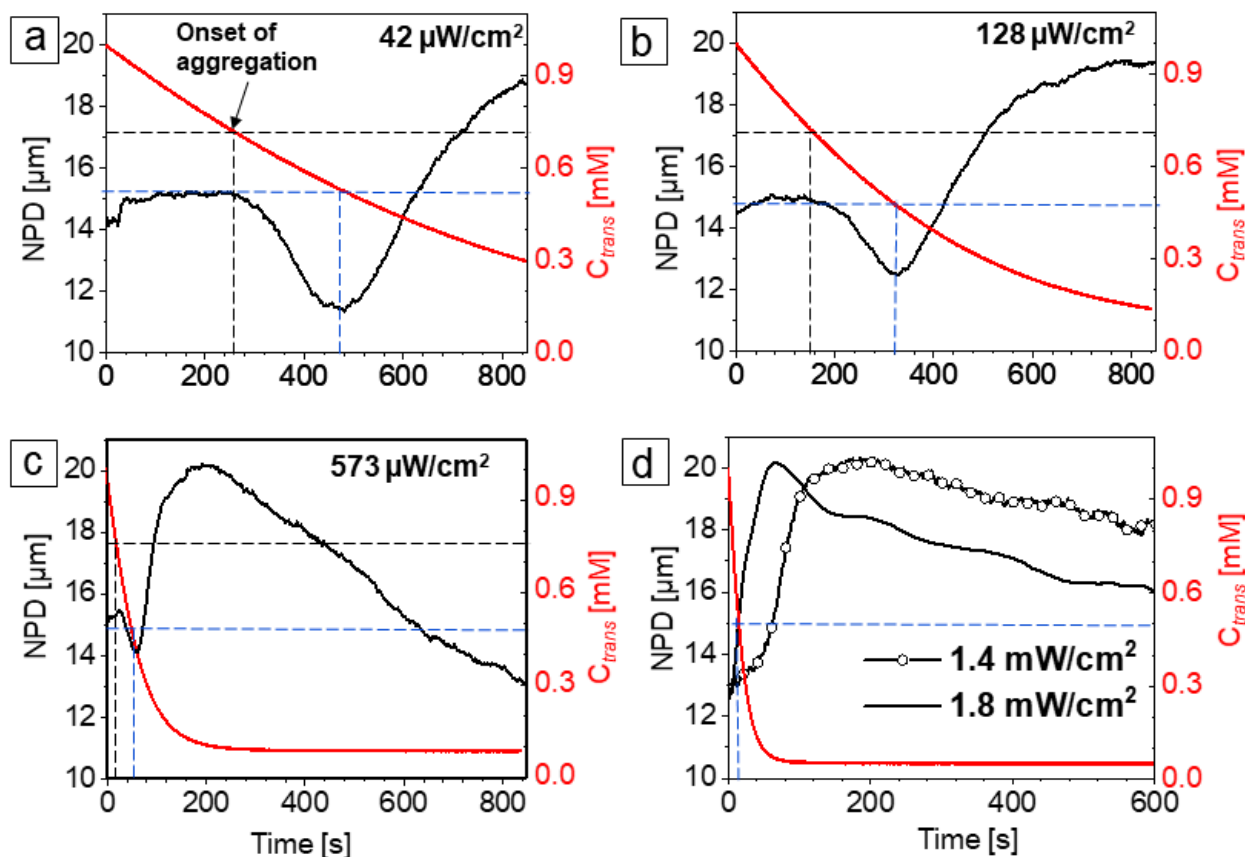 a
Onset of
aggregation
42 µW/cm²
NPD [µm]
20
18
16
14
12
10
0 200 400 600 800
0.9
0.6
0.3
0.0
C_trans [mM]
b
128 µW/cm²
NPD [µm]
20
18
16
14
12
10
0 200 400 600 800
0.9
0.6
0.3
0.0
C_trans [mM]
c
573 µW/cm²
NPD [µm]
20
18
16
14
12
10
0 200 400 600 800
Time [s]
0.9
0.6
0.3
0.0
C_trans [mM]
d
NPD [µm]
20
18
16
14
12
10
1.4 mW/cm²
1.8 mW/cm²
0 200 400 600
Time [s]
0.9
0.6
0.3
0.0
C_trans [mM]